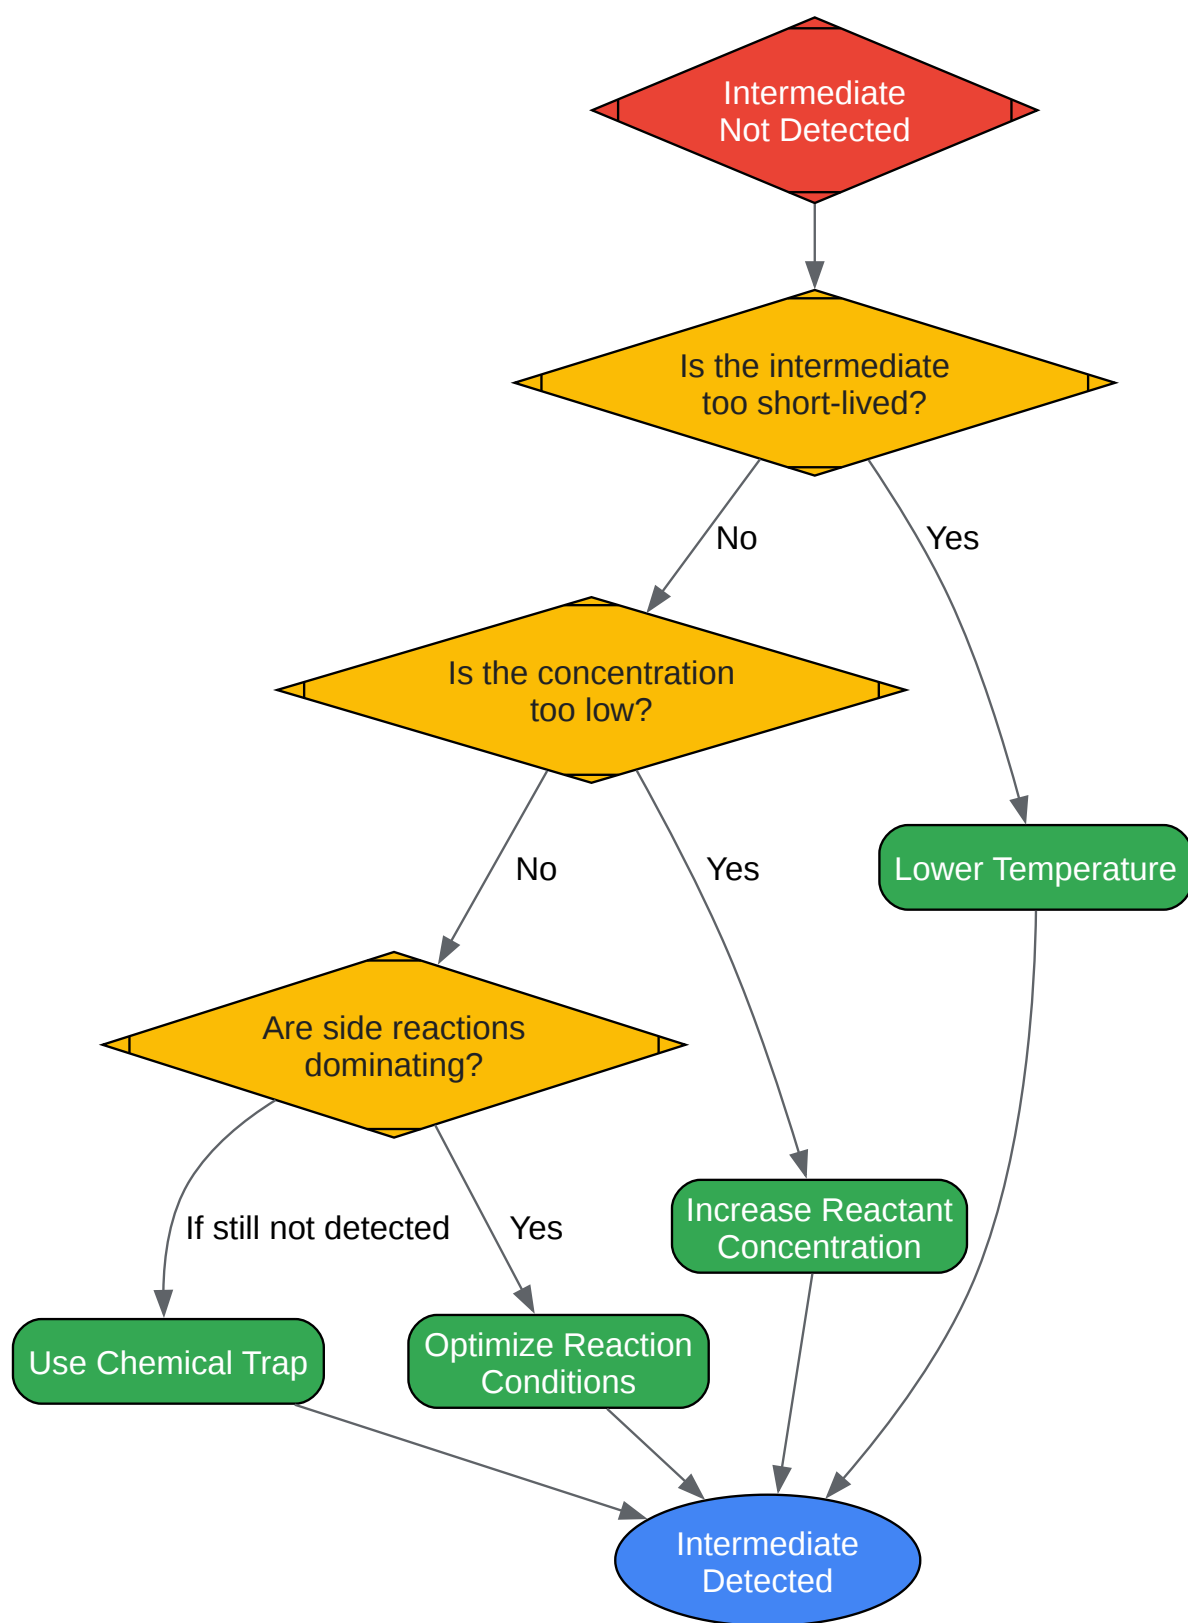 Intermediate
Not Detected
Is the intermediate
too short-lived?
No
Yes
Is the concentration
too low?
Lower Temperature
No
Yes
Are side reactions
dominating?
If still not detected
Yes
Increase Reactant
Concentration
Use Chemical Trap
Optimize Reaction
Conditions
Intermediate
Detected